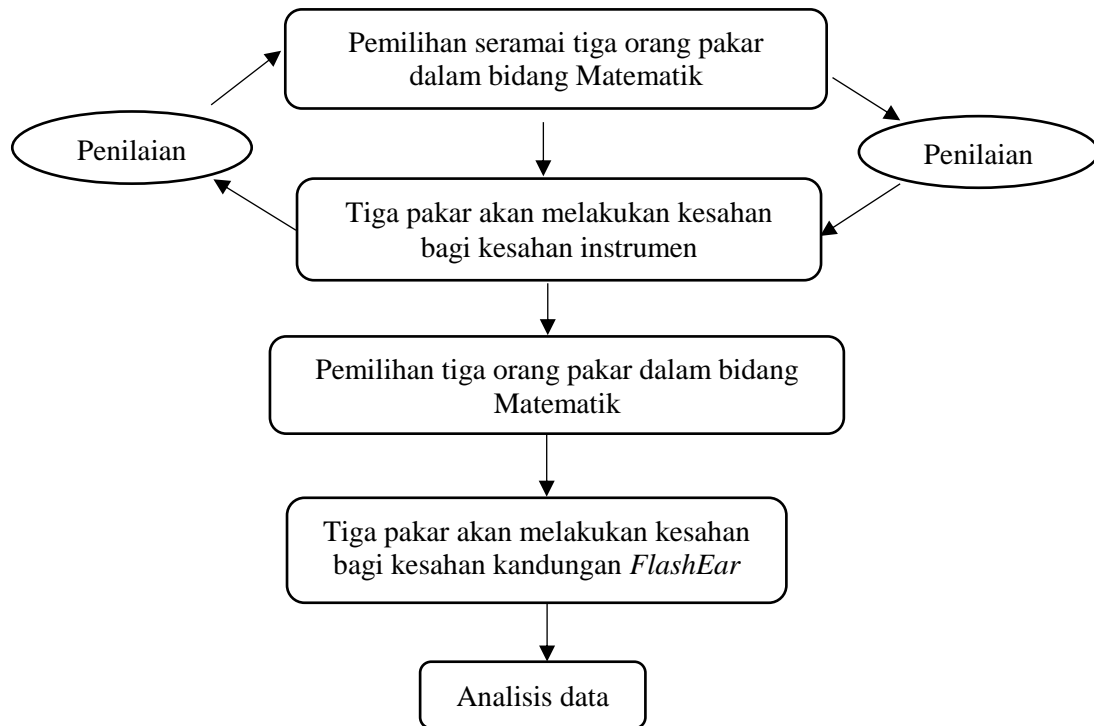 Pemilihan seramai tiga orang pakar
dalam bidang Matematik
Penilaian
Penilaian
Tiga pakar akan melakukan kesahan
bagi kesahan instrumen
Pemilihan tiga orang pakar dalam bidang
Matematik
Tiga pakar akan melakukan kesahan
bagi kesahan kandungan FlashEar
Analisis data